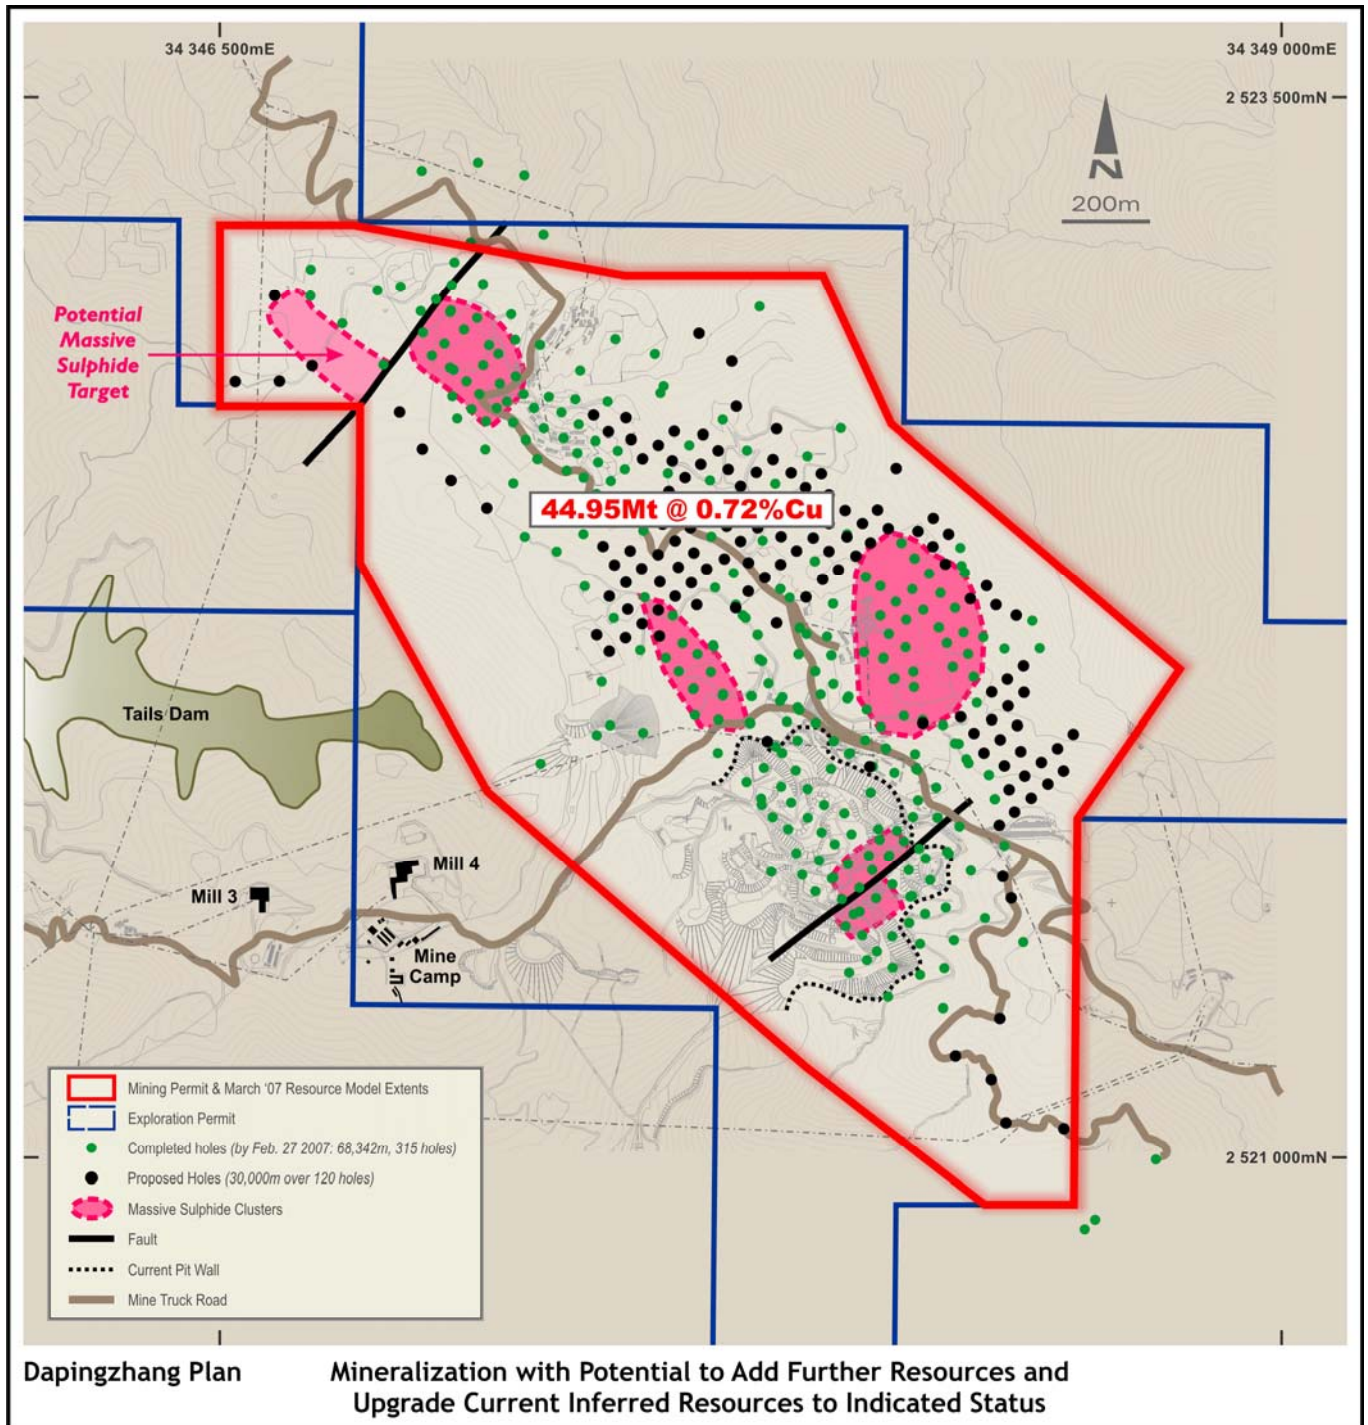 34 346 500mE
34 349 000mE
2 523 500mN
N
200m
Potential
Massive
Sulphide
Target
44.95Mt @ 0.72%Cu
Tails Dam
Mill 4
Mill 3
Mine
Camp
Mining Permit & March '07 Resource Model Extents
Exploration Permit
Completed holes (by Feb. 27 2007: 68,342m, 315 holes)
Proposed Holes (30,000m over 120 holes)
Massive Sulphide Clusters
Fault
Current Pit Wall
Mine Truck Road
2 521 000mN
Dapingzhang Plan
Mineralization with Potential to Add Further Resources and
Upgrade Current Inferred Resources to Indicated Status